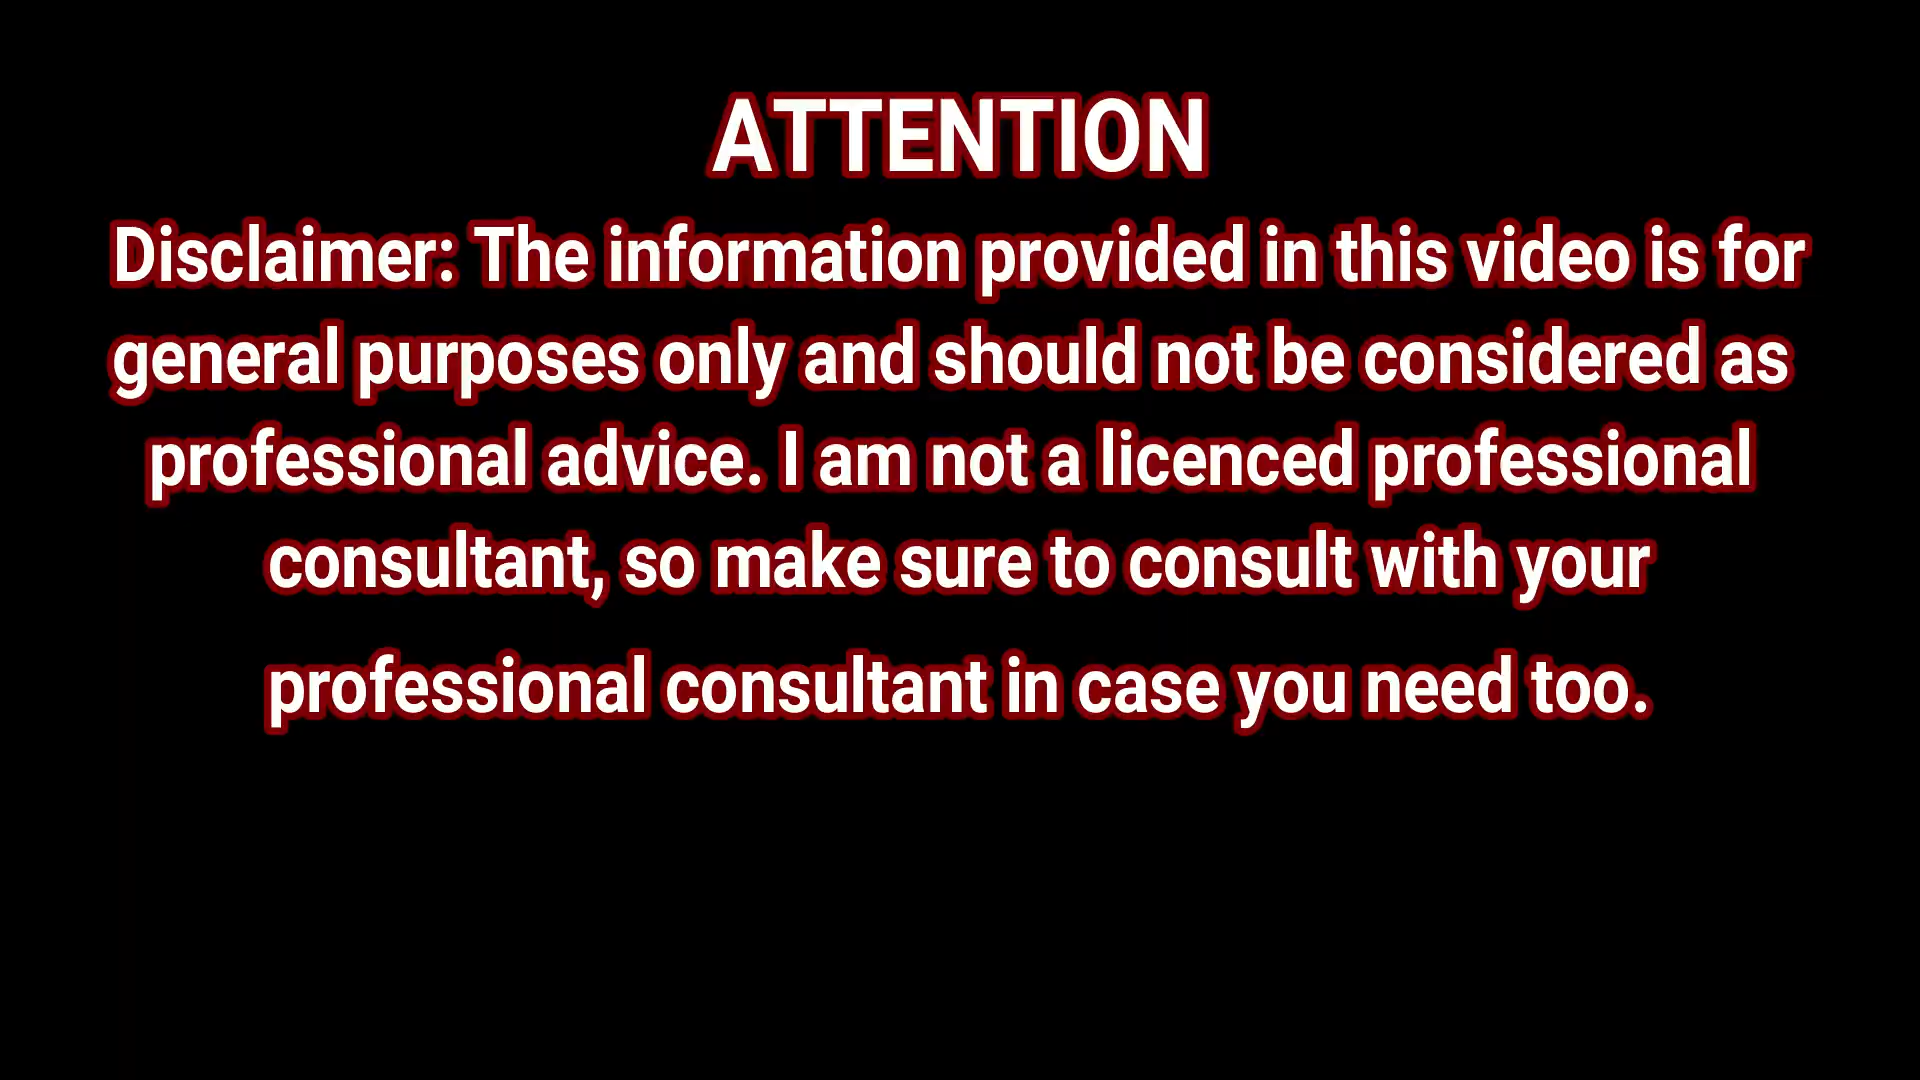 ATTENTION
Disclaimer: The information provided in this video is for
general purposes only and should not be considered as
professional advice. I am not a licenced professional
consultant, so make sure to consult with your
professional consultant in case you need too.